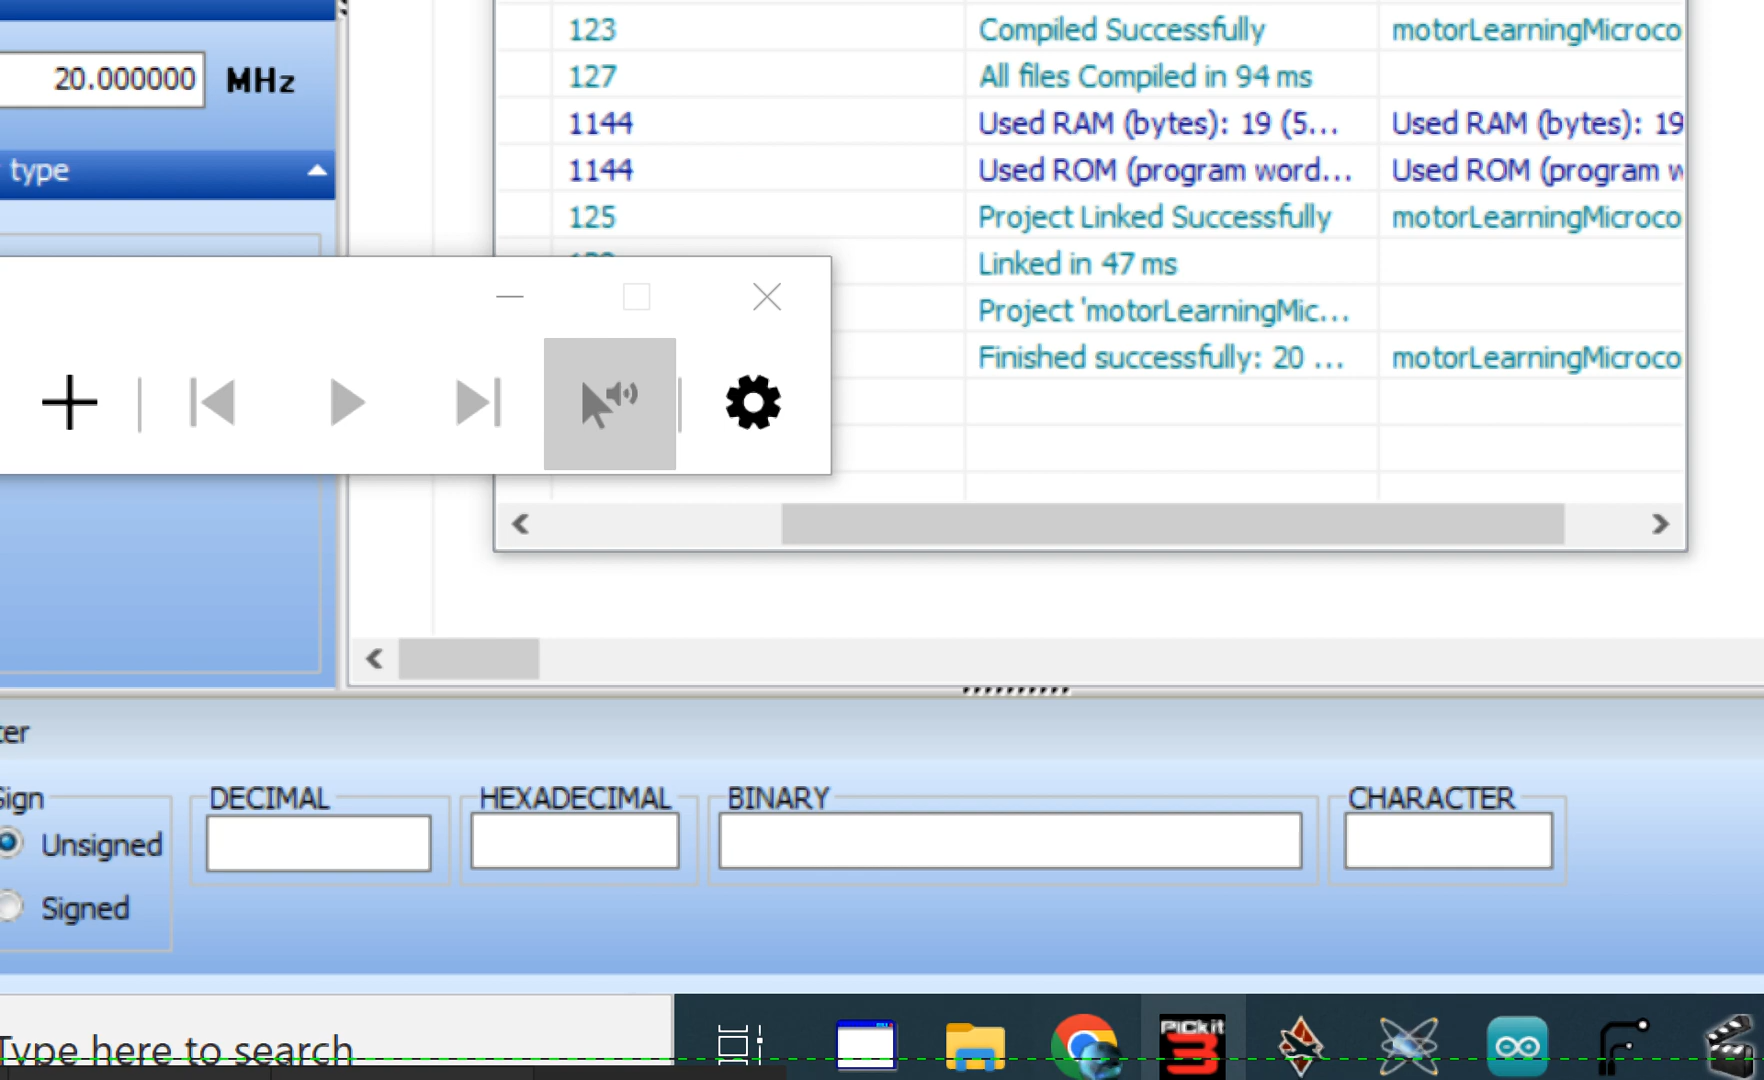 123 Compiled Successfully motorLearningMicroco
20.000000 MHz
127 All files Compiled in 94 ms
1144 Used RAM (bytes): 19 (5... Used RAM (bytes): 19
type
1144 Used ROM (program word... Used ROM (program w
125 Project Linked Successfully motorLearningMicroco
Linked in 47 ms
Project 'motorLearningMic...
Finished successfully: 20 ... motorLearningMicroco
ter
Sign
DECIMAL HEXADECIMAL BINARY CHARACTER
Unsigned
Signed
Type here to search
PICkit
3